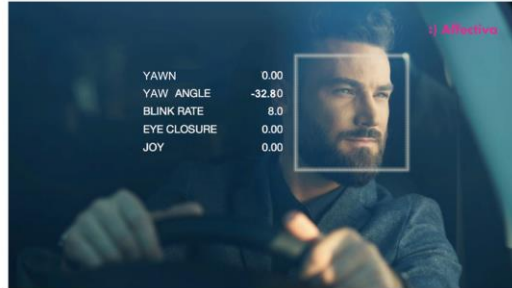 :) Affectiva
YAWN 0.00
YAW ANGLE -32.80
BLINK RATE 8.0
EYE CLOSURE 0.00
JOY 0.00